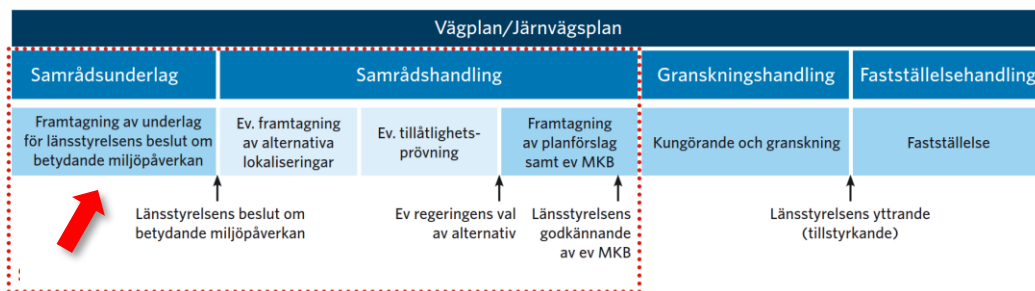 Vägplan/Järnvägsplan
Samrådsunderlag
Samrådshandling
Granskningshandling
Fastställelsehandling
Framtagning av underlag
för länsstyrelsens beslut om
betydande miljöpåverkan
Ev. framtagning
av alternativa
lokaliseringar
Ev. tillåtlighets-
prövning
Framtagning
av planförslag
samt ev MKB
Kungörande och granskning
Fastställelse
Länsstyrelsens beslut om
betydande miljöpåverkan
Ev regeringens val
av alternativ
Länsstyrelsens
godkännande
av ev MKB
Länsstyrelsens yttrande
(tillstyrkande)